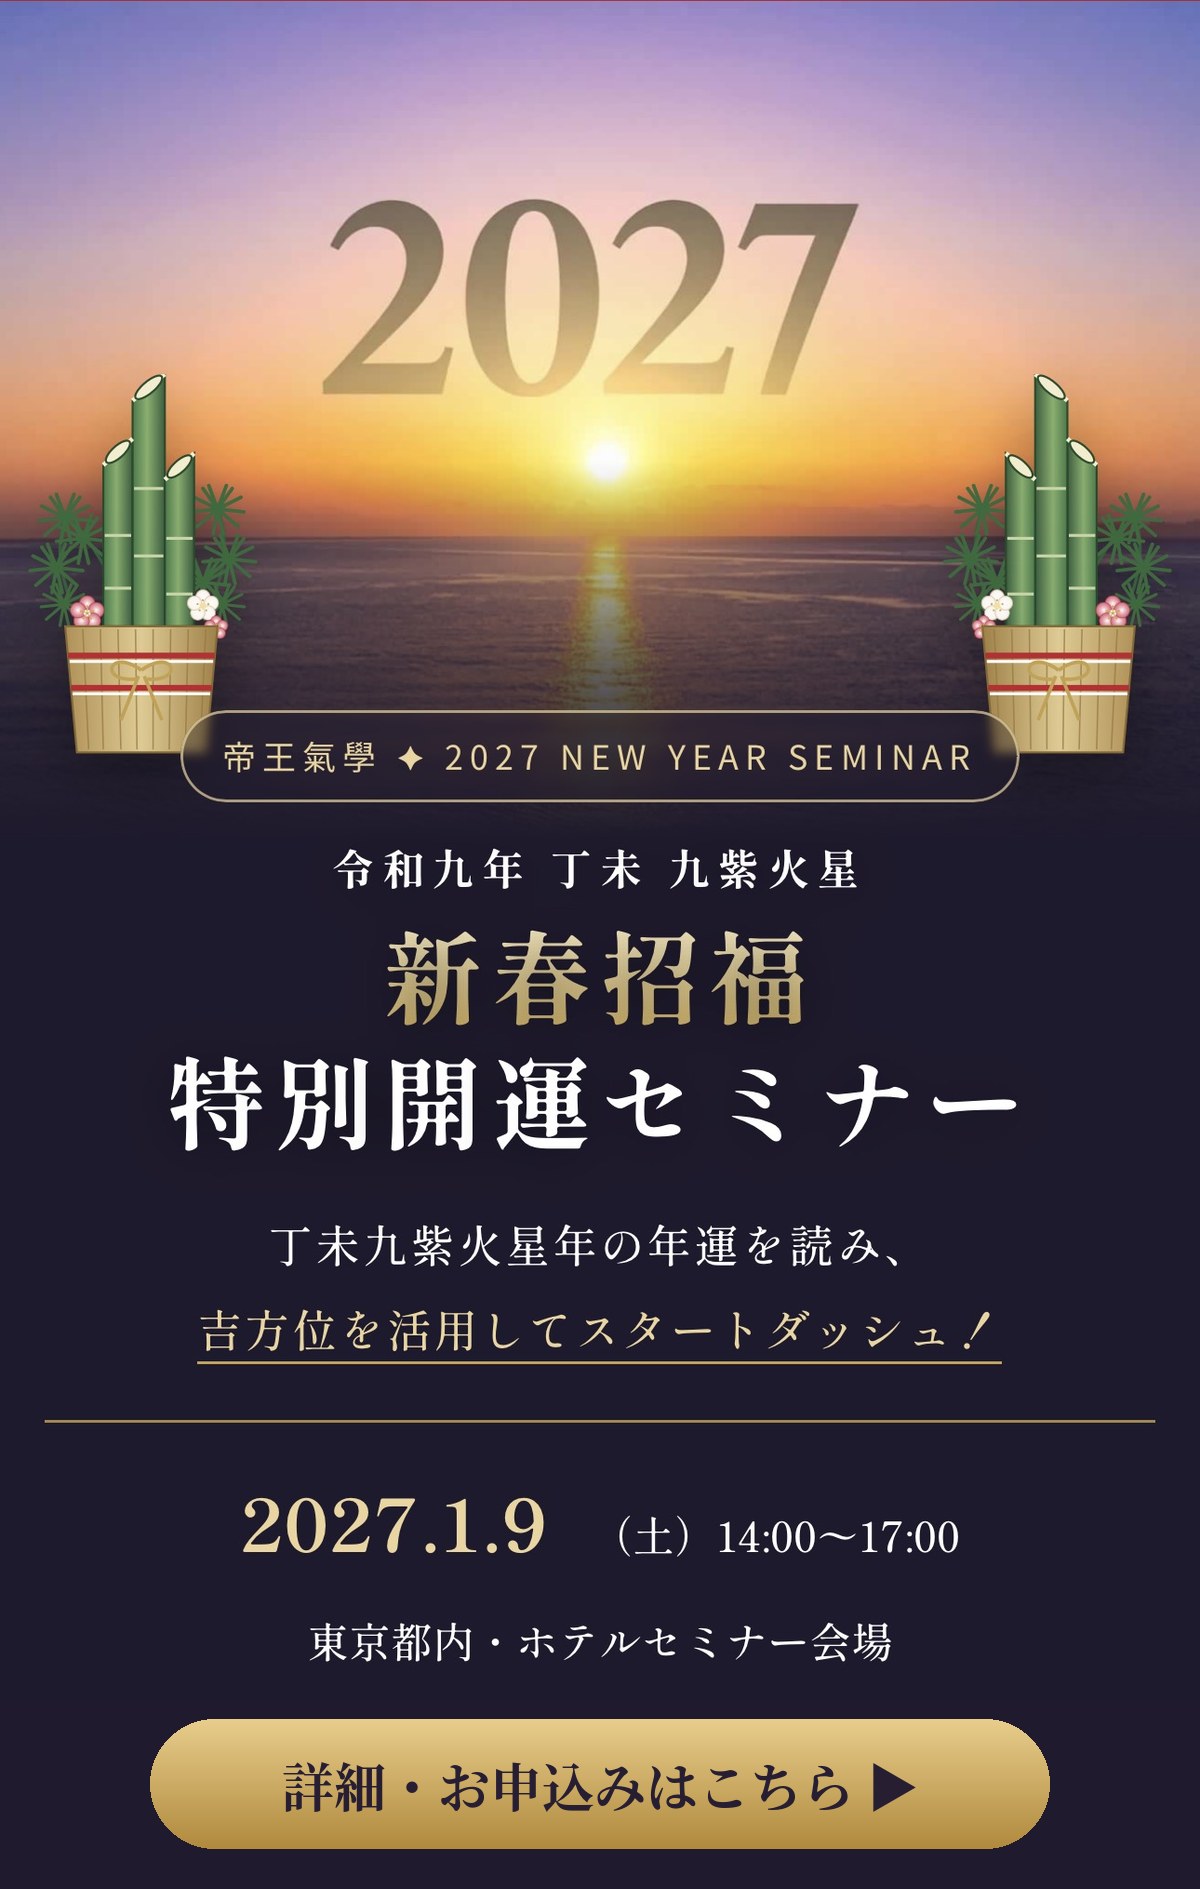 2027
帝王氣學 ✦ 2027 NEW YEAR SEMINAR
令和九年 丁未 九紫火星
新春招福
特別開運セミナー
丁未九紫火星年の年運を読み、
吉方位を活用してスタートダッシュ！
2027.1.9 （土）14:00～17:00
東京都内・ホテルセミナー会場
詳細・お申込みはこちら ▶